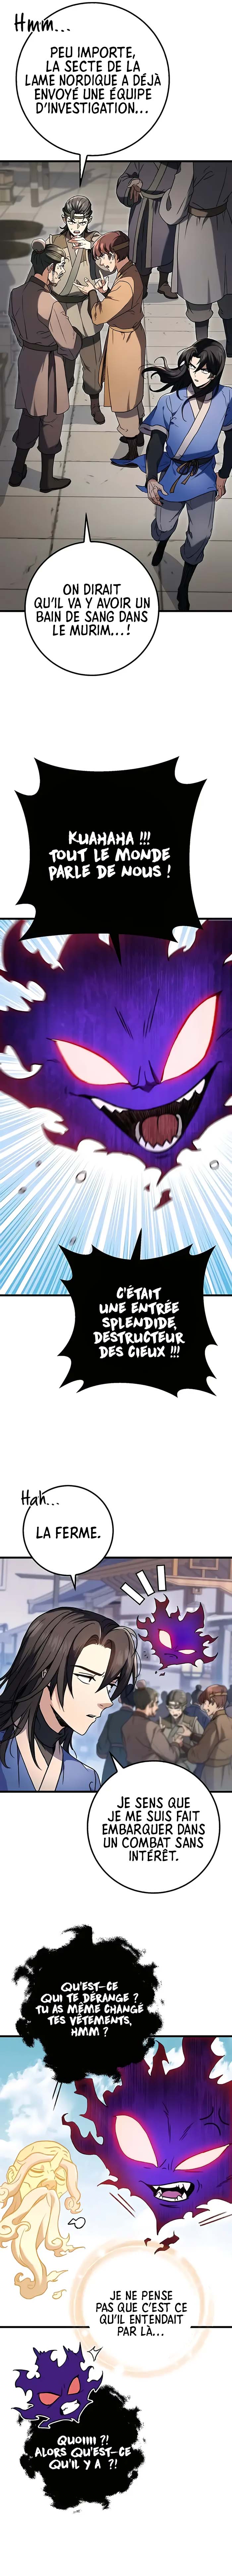 Hmm...
PEU IMPORTE,
LA SECTE DE LA
LAME NORDIQUE A DÉJÀ
ENVOYÉ UNE ÉQUIPE
D'INVESTIGATION...
ON DIRAIT
QU'IL VA Y AVOIR UN
BAIN DE SANG DANS
LE MURIM...!
KUAHAHA !!!
TOUT LE MONDE
PARLE DE NOUS !
C'ÉTAIT
UNE ENTRÉE
SPLENDIDE,
DESTRUCTEUR
DES CIEUX !!!
Hah...
LA FERME.
JE SENS QUE
JE ME SUIS FAIT
EMBARQUER DANS
UN COMBAT SANS
INTÉRÊT.
QU'EST-CE
QUI TE DÉRANGE ?
TU AS MÊME CHANGÉ
TES VÊTEMENTS,
HMM ?
JE NE PENSE
PAS QUE C'EST CE
QU'IL ENTENDAIT
PAR LÀ...
QUOIIII ?!
ALORS QU'EST-CE
QU'IL Y A ?!